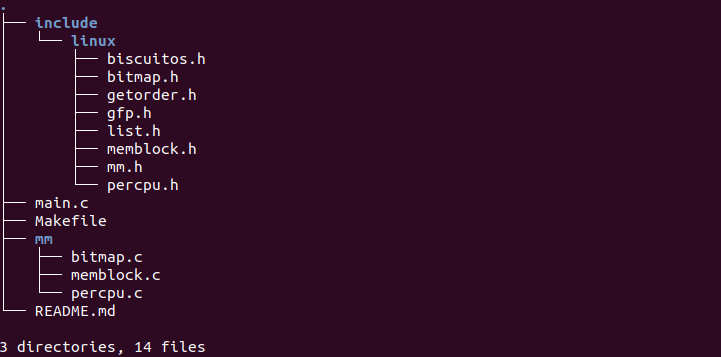 .
├── include
│   └── linux
│       ├── biscuitos.h
│       ├── bitmap.h
│       ├── getorder.h
│       ├── gfp.h
│       ├── list.h
│       ├── memblock.h
│       ├── mm.h
│       └── percpu.h
├── main.c
├── Makefile
├── mm
│   ├── bitmap.c
│   ├── memblock.c
│   └── percpu.c
└── README.md

3 directories, 14 files